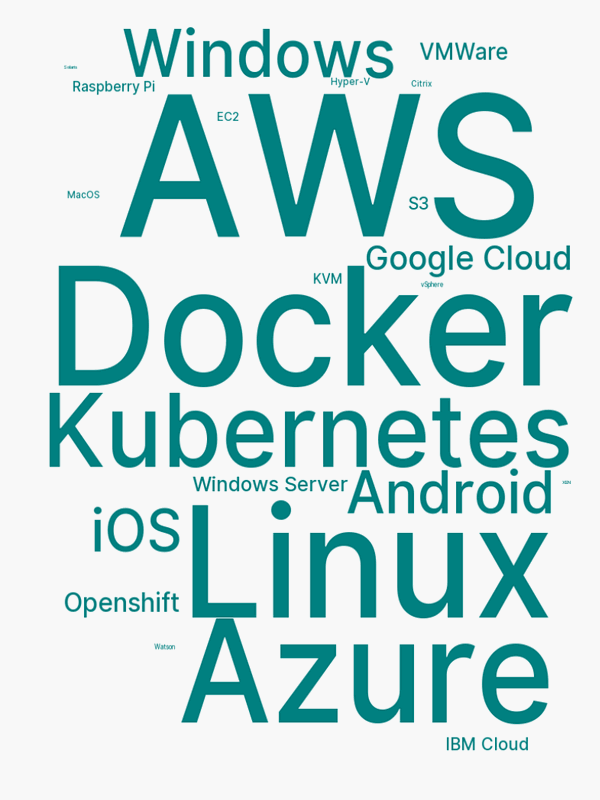 Windows
VMWare
Raspberry Pi
Hyper-V
Citrix
AWS
EC2
MacOS
S3
Google Cloud
KVM
vSphere
Docker
Kubernetes
Windows Server
Android
iOS
Linux
Openshift
Azure
Watson
IBM Cloud